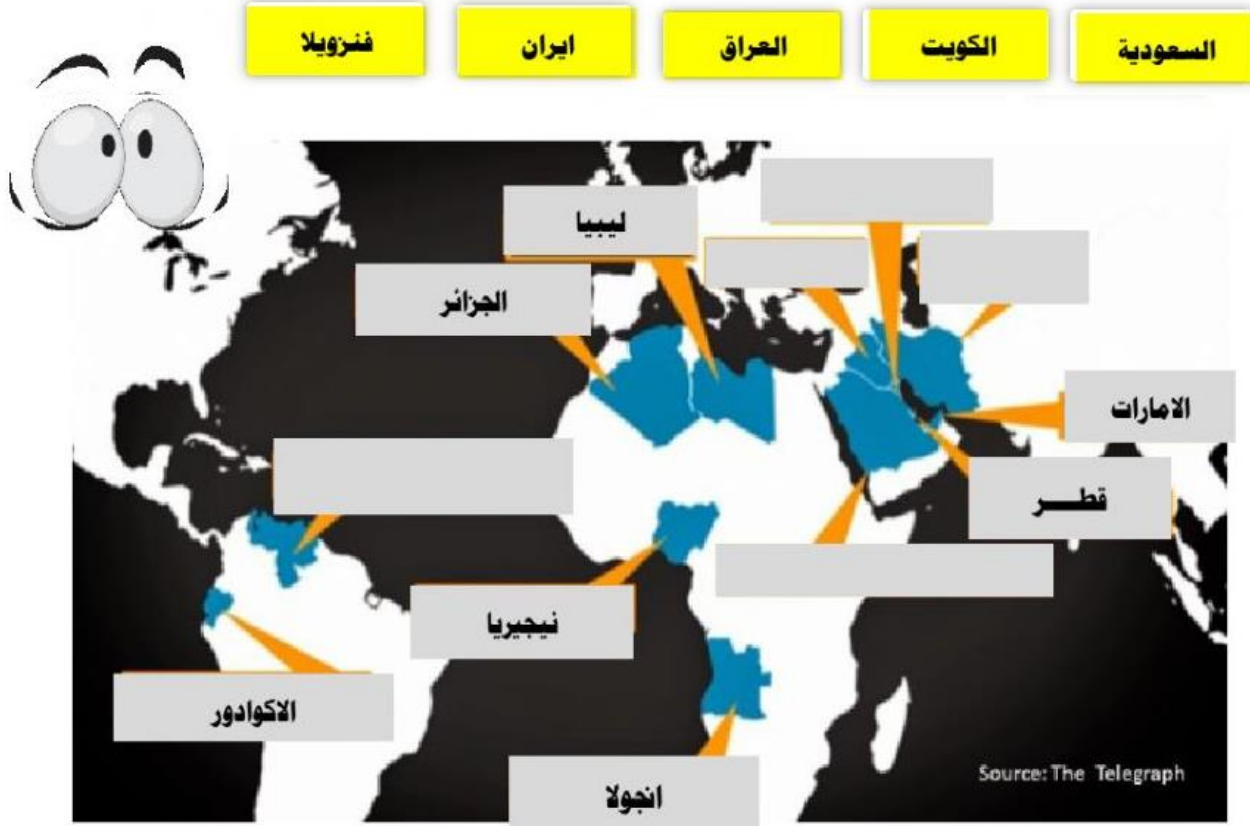 السعودية
الكويت
العراق
ايران
فنزويلا
ليبيا
الجزائر
الامارات
قطـــر
نيجيريا
الاكوادور
انجولا
Source: The Telegraph